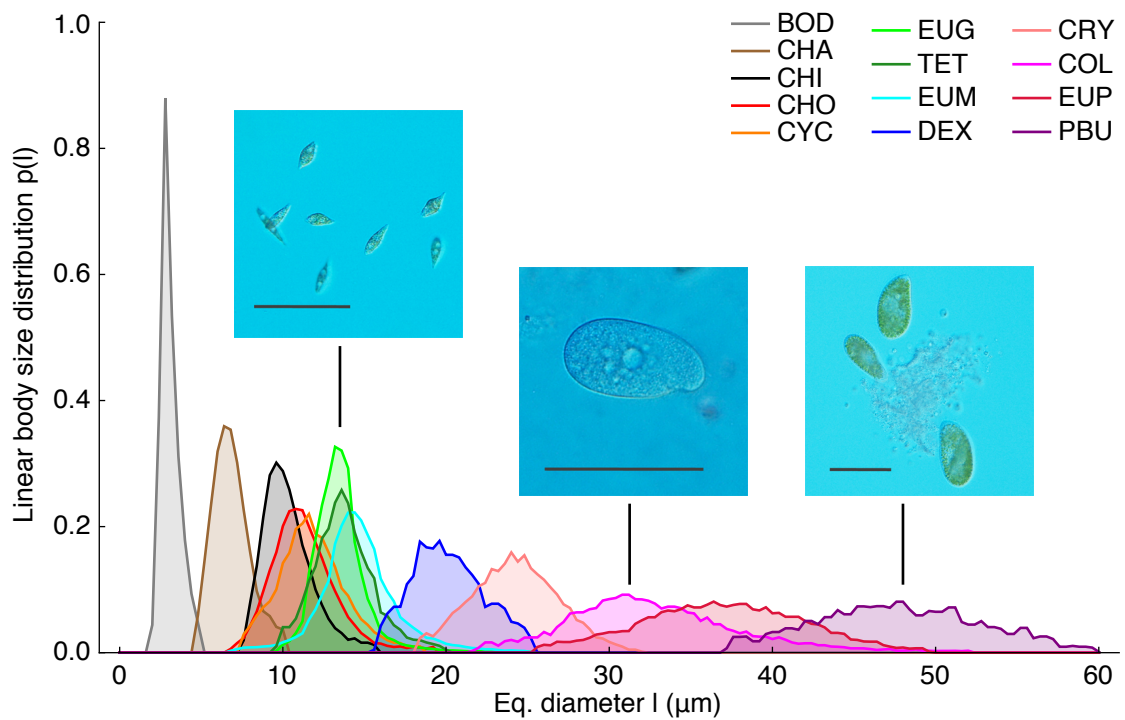 1.0
0.8
0.6
0.4
0.2
0.0
Linear body size distribution p(l)
BOD
CHA
CHI
CHO
CYC
EUG
TET
EUM
DEX
CRY
COL
EUP
PBU
0 10 20 30 40 50 60
Eq. diameter l (μm)